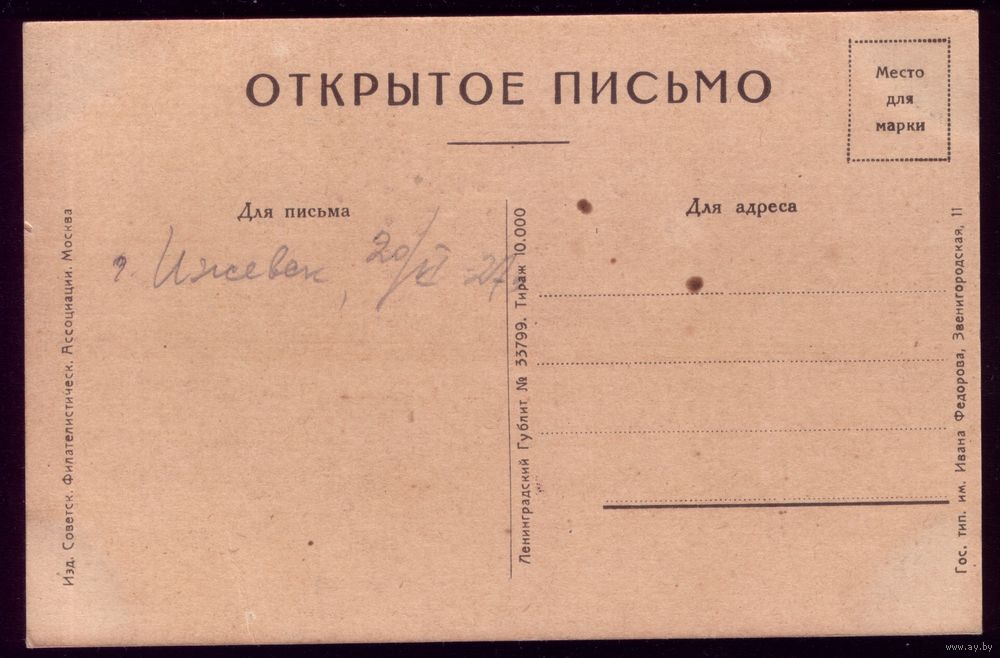 ОТКРЫТОЕ ПИСЬМО
Место
для
марки
Для письма
Для адреса
г. Ижевск, 20/XI 27
Изд. Советск. Филателистическ. Ассоциации. Москва
Ленинградский Гублит № 33799. Тираж 10.000
Гос. тип. им. Ивана Федорова, Звенигородская, 11
www.ay.by